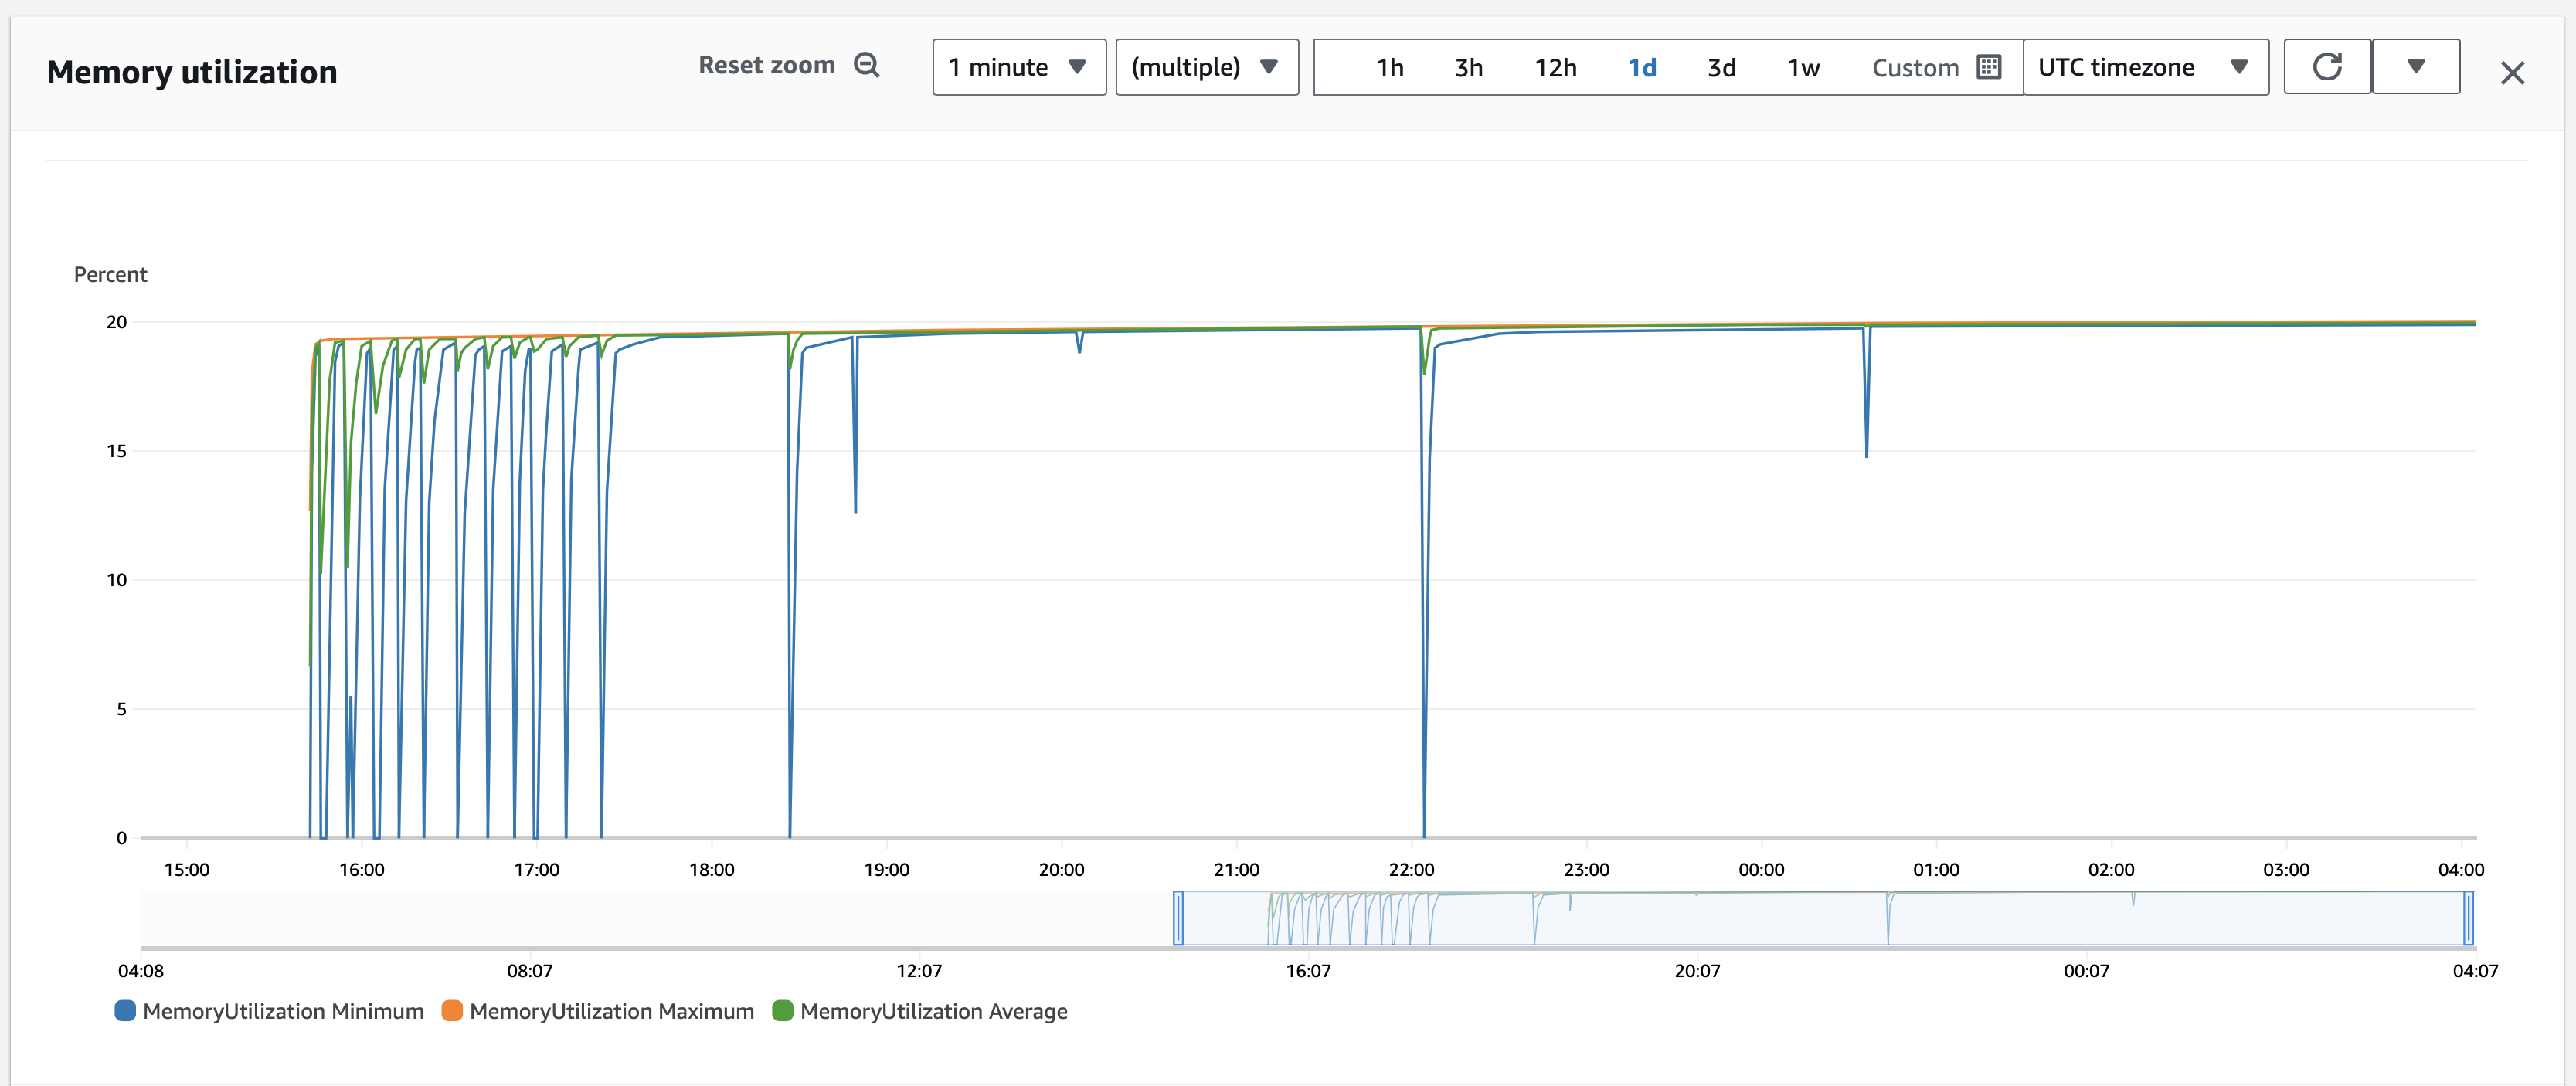 Memory utilization
Reset zoom
1 minute
(multiple)
1h 3h 12h 1d 3d 1w Custom
UTC timezone
Percent
20
15
10
5
0
15:00 16:00 17:00 18:00 19:00 20:00 21:00 22:00 23:00 00:00 01:00 02:00 03:00 04:00
04:08 08:07 12:07 16:07 20:07 00:07 04:07
MemoryUtilization Minimum MemoryUtilization Maximum MemoryUtilization Average